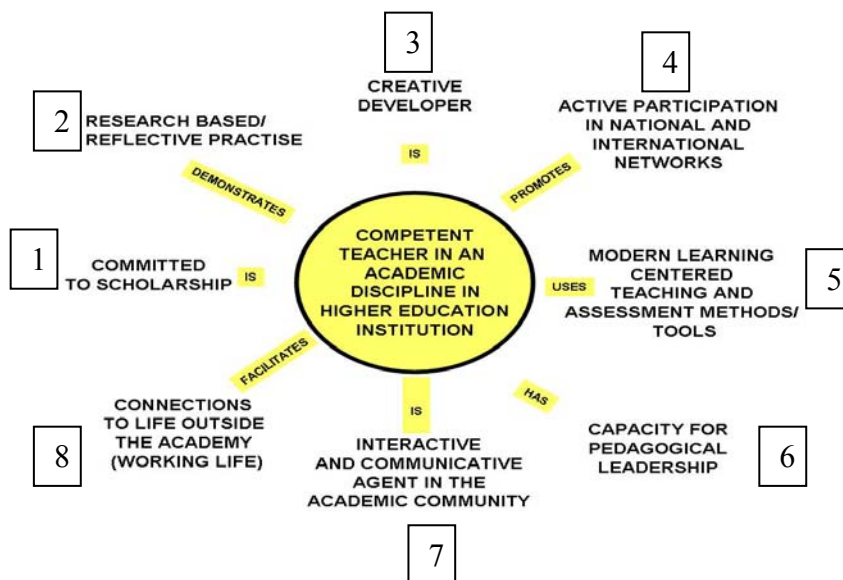 3
CREATIVE
DEVELOPER
IS
4
ACTIVE PARTICIPATION
IN NATIONAL AND
INTERNATIONAL
NETWORKS
PROMOTES
2
RESEARCH BASED/
REFLECTIVE PRACTISE
DEMONSTRATES
COMPETENT
TEACHER IN AN
ACADEMIC
DISCIPLINE IN
HIGHER EDUCATION
INSTITUTION
1
COMMITTED
TO SCHOLARSHIP
IS
USES
MODERN LEARNING
CENTERED
TEACHING AND
ASSESSMENT METHODS/
TOOLS
5
FACILITATES
CONNECTIONS
TO LIFE OUTSIDE
THE ACADEMY
(WORKING LIFE)
8
IS
INTERACTIVE
AND COMMUNICATIVE
AGENT IN THE
ACADEMIC COMMUNITY
7
HAS
CAPACITY FOR
PEDAGOGICAL
LEADERSHIP
6